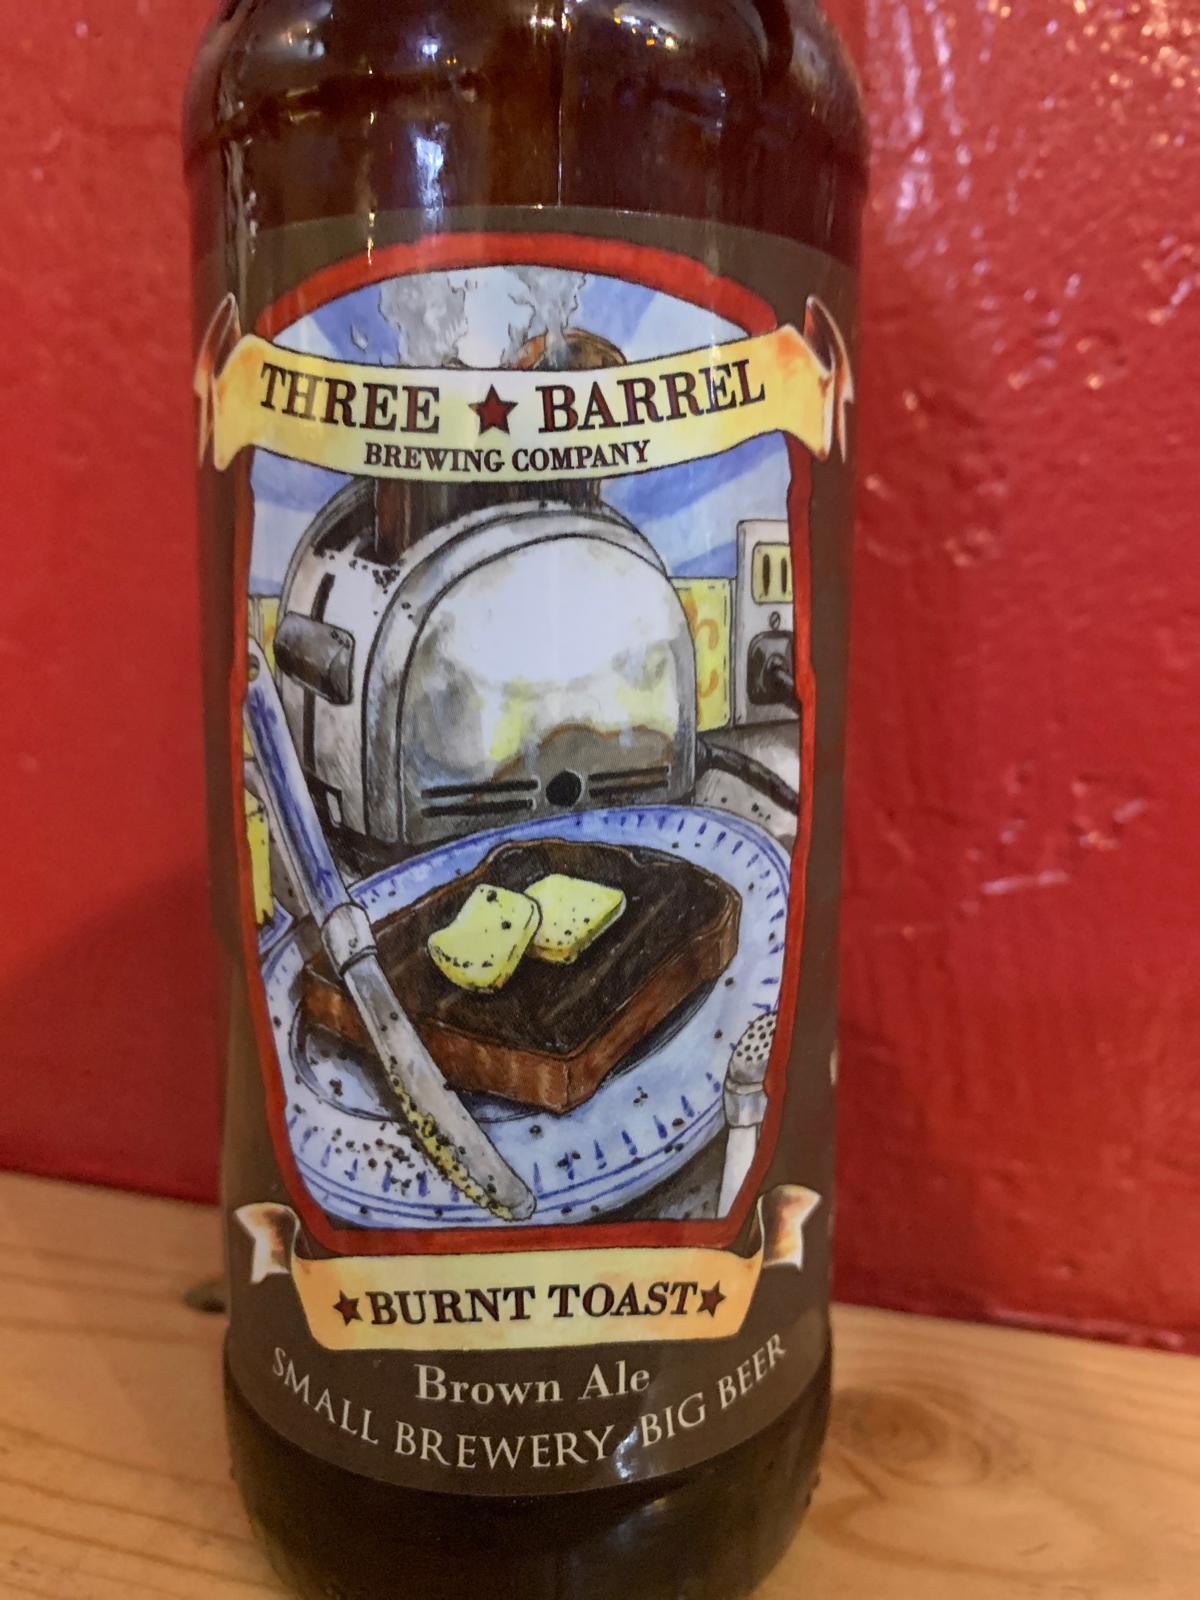 THREE ★ BARREL
BREWING COMPANY
★BURNT TOAST★
Brown Ale
SMALL BREWERY, BIG BEER